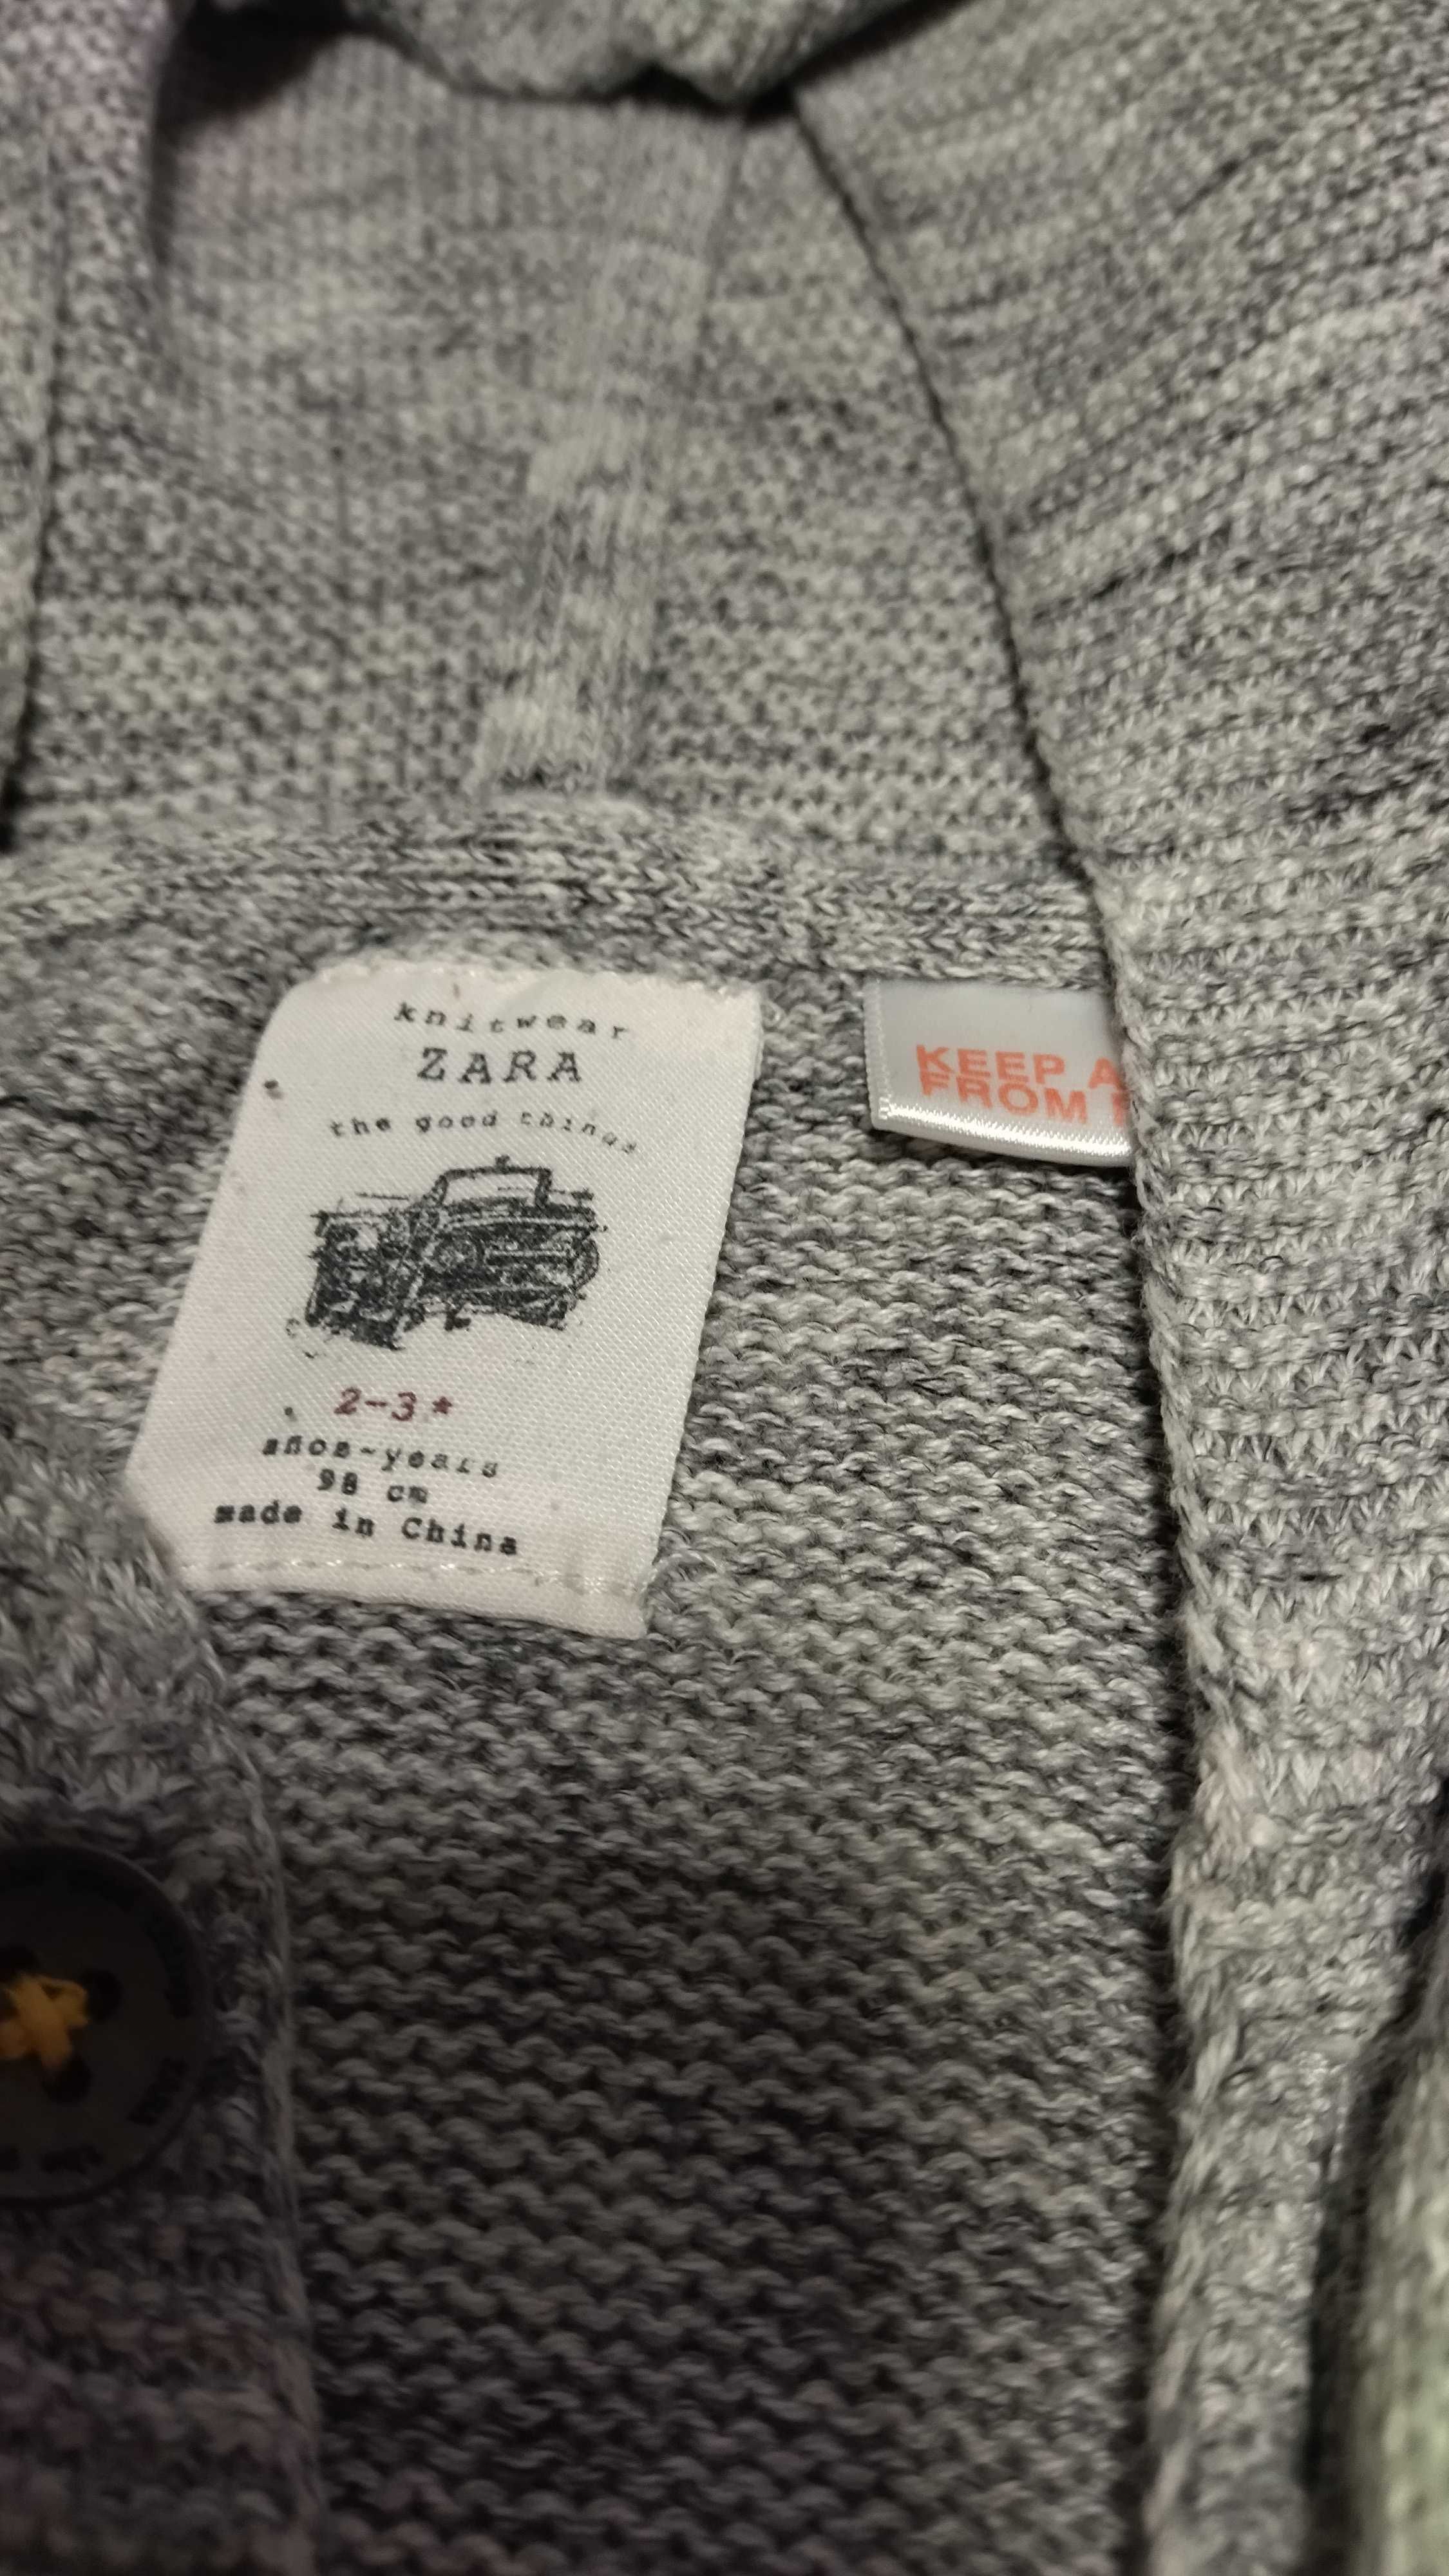 knitwear
ZARA
the good things
2-3*
años-years
98 cm
made in China
KEEP A
FROM